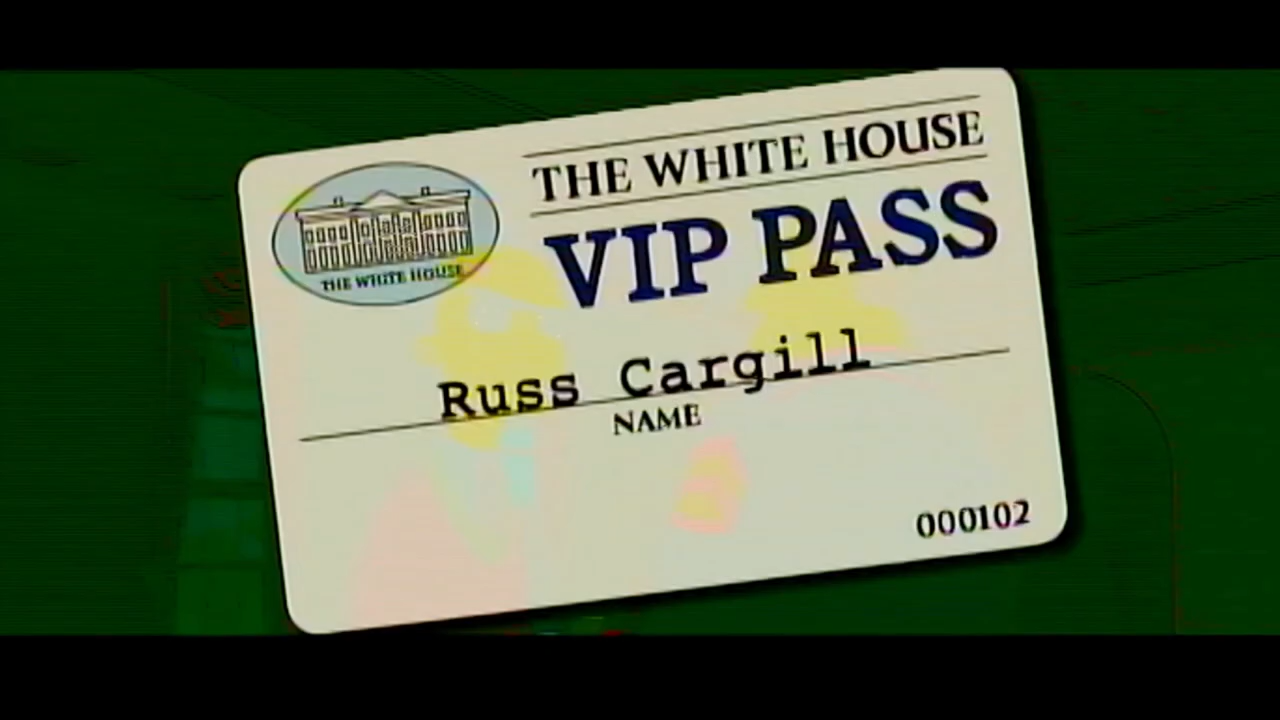 THE WHITE HOUSE
VIP PASS
THE WHITE HOUSE
Russ Cargill
NAME
000102